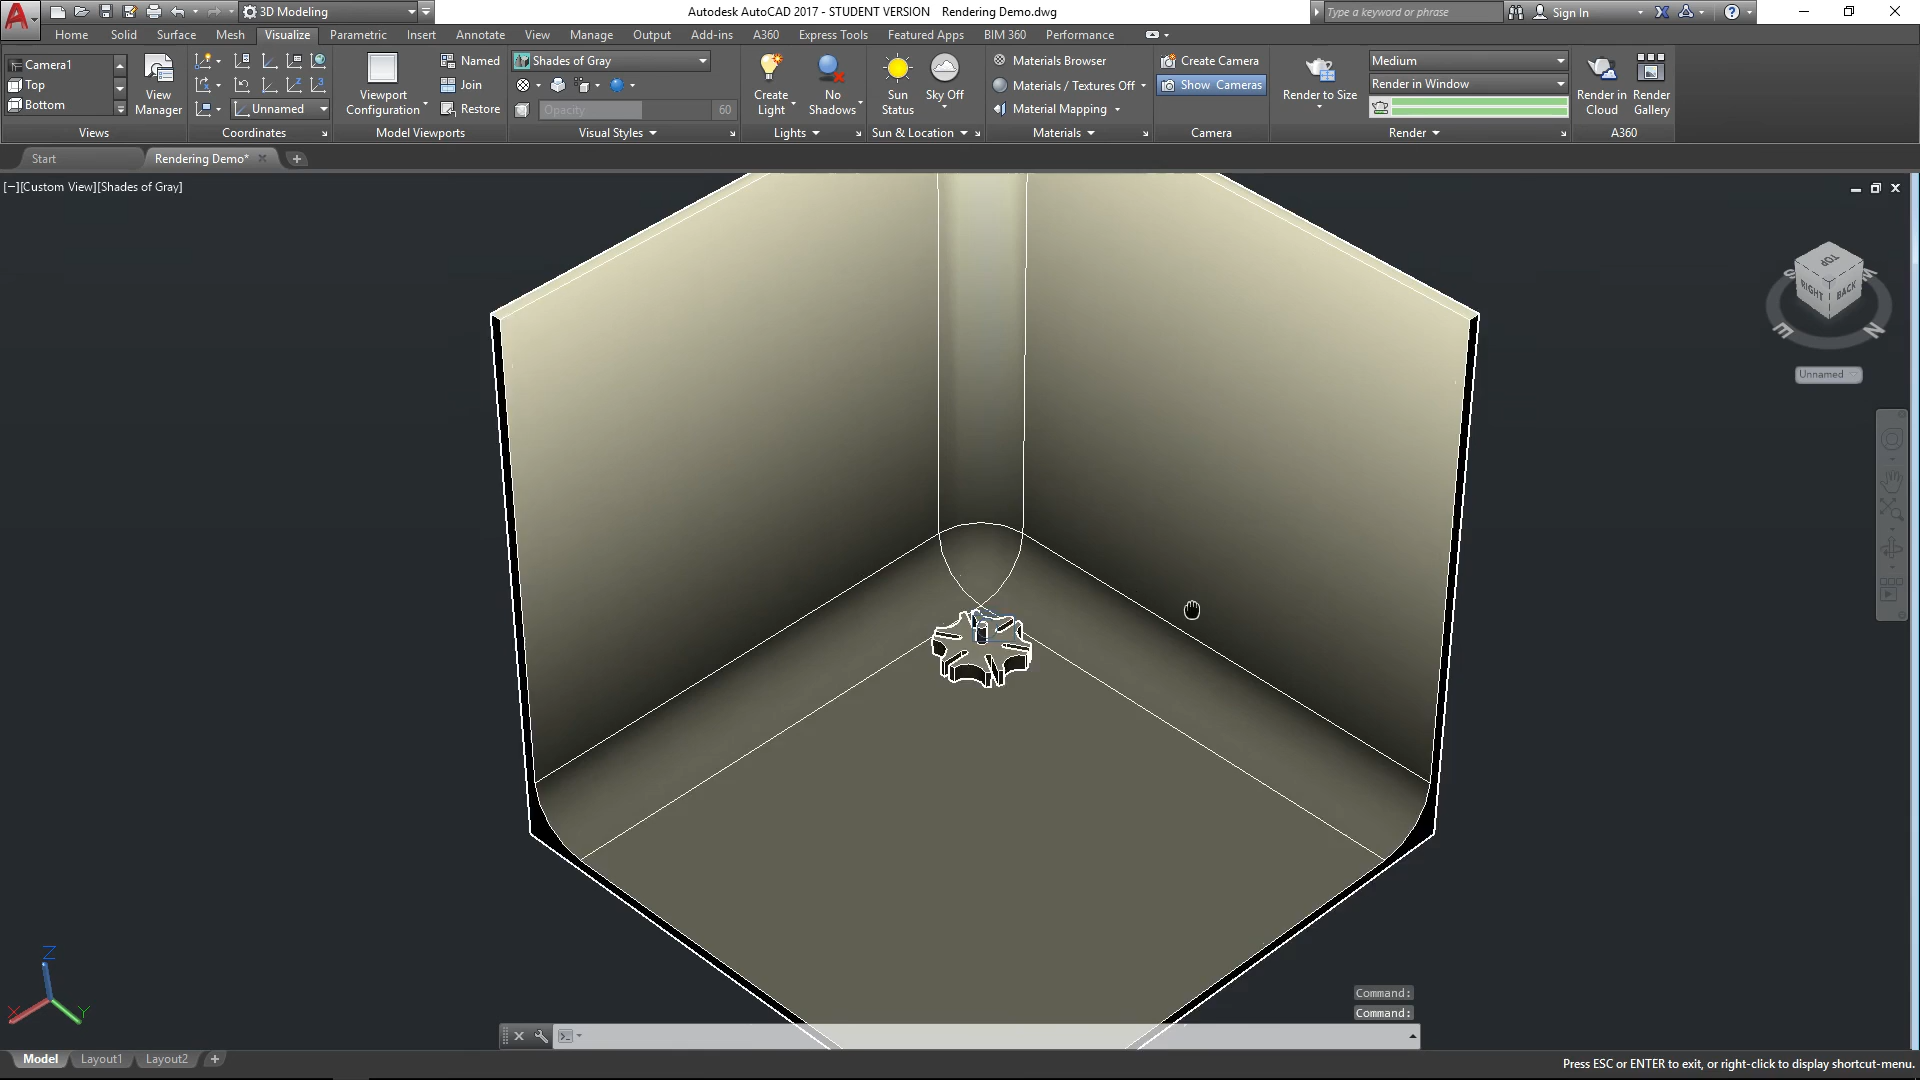 3D Modeling
Autodesk AutoCAD 2017 - STUDENT VERSION Rendering Demo.dwg
Type a keyword or phrase
Sign In
Home Solid Surface Mesh Visualize Parametric Insert Annotate View Manage Output Add-ins A360 Express Tools Featured Apps BIM 360 Performance
Camera1
Top
Bottom
View
Manager
Views
Unnamed
Coordinates
Viewport
Configuration
Named
Join
Restore
Model Viewports
Shades of Gray
Opacity 60
Visual Styles
Create
Light
No
Shadows
Lights
Sun
Status
Sky Off
Sun & Location
Materials Browser
Materials / Textures Off
Material Mapping
Materials
Create Camera
Show Cameras
Camera
Render to Size
Medium
Render in Window
Render
Render in
Cloud
Render
Gallery
A360
Start
Rendering Demo*
[−][Custom View][Shades of Gray]
TOP
RIGHT
BACK
S
W
E
N
Unnamed
Z
X
Y
Command:
Command:
Model Layout1 Layout2
Press ESC or ENTER to exit, or right-click to display shortcut-menu.